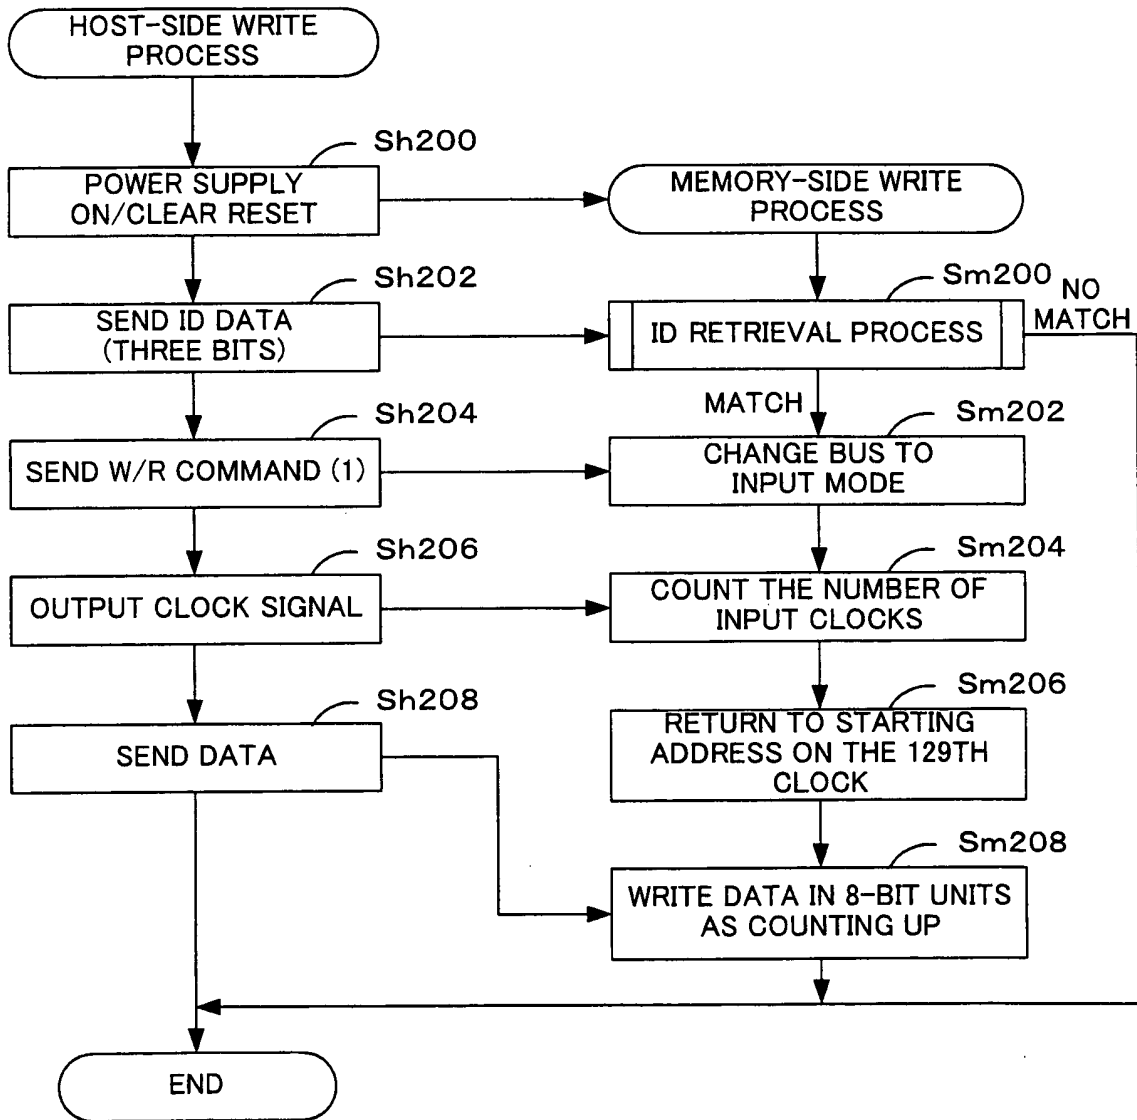 HOST-SIDE WRITE
PROCESS
Sh200
POWER SUPPLY
ON/CLEAR RESET
MEMORY-SIDE WRITE
PROCESS
Sh202
SEND ID DATA
(THREE BITS)
Sm200
ID RETRIEVAL PROCESS
NO
MATCH
MATCH
Sh204
SEND W/R COMMAND (1)
Sm202
CHANGE BUS TO
INPUT MODE
Sh206
OUTPUT CLOCK SIGNAL
Sm204
COUNT THE NUMBER OF
INPUT CLOCKS
Sh208
SEND DATA
Sm206
RETURN TO STARTING
ADDRESS ON THE 129TH
CLOCK
Sm208
WRITE DATA IN 8-BIT UNITS
AS COUNTING UP
END